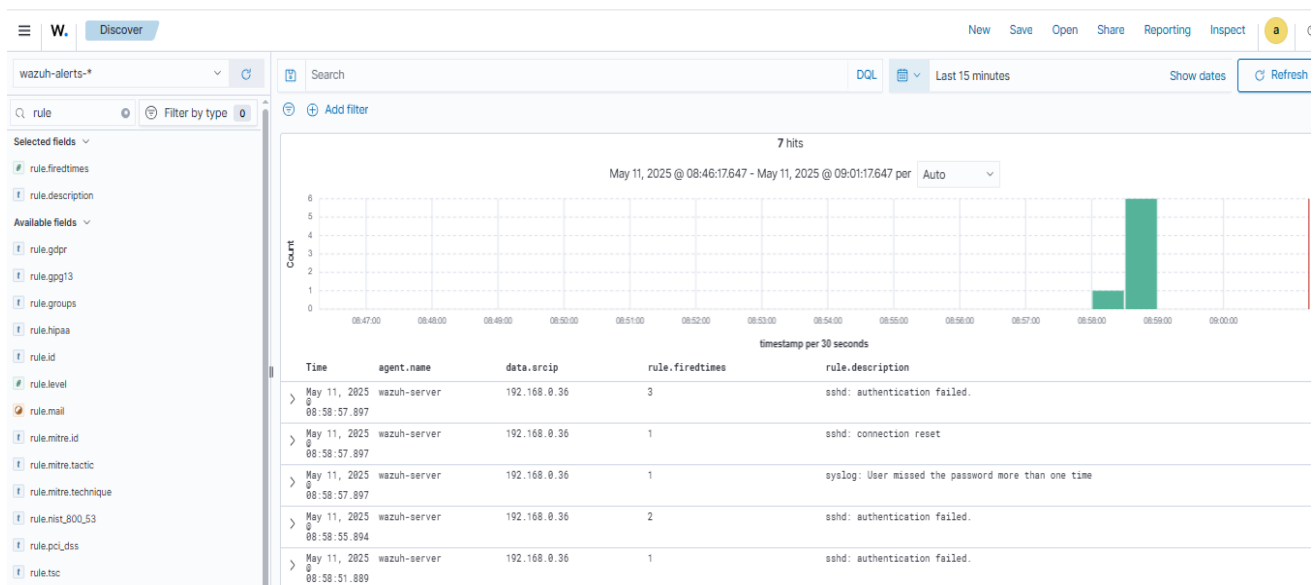 W. Discover New Save Open Share Reporting Inspect a
wazuh-alerts-* Search DQL Last 15 minutes Show dates Refresh
rule Filter by type 0 Add filter
Selected fields
rule.firedtimes
rule.description
Available fields
rule.gdpr
rule.gpg13
rule.groups
rule.hipaa
rule.id
rule.level
rule.mail
rule.mitre.id
rule.mitre.tactic
rule.mitre.technique
rule.nist_800_53
rule.pci_dss
rule.tsc
7 hits
May 11, 2025 @ 08:46:17.647 - May 11, 2025 @ 09:01:17.647 per Auto
Count
6
5
4
3
2
1
0
08:47:00 08:48:00 08:49:00 08:50:00 08:51:00 08:52:00 08:53:00 08:54:00 08:55:00 08:56:00 08:57:00 08:58:00 08:59:00 09:00:00
timestamp per 30 seconds
Time agent.name data.srcip rule.firedtimes rule.description
May 11, 2025 wazuh-server 192.168.0.36 3 sshd: authentication failed.
@
08:58:57.897
May 11, 2025 wazuh-server 192.168.0.36 1 sshd: connection reset
@
08:58:57.897
May 11, 2025 wazuh-server 192.168.0.36 1 syslog: User missed the password more than one time
@
08:58:57.897
May 11, 2025 wazuh-server 192.168.0.36 2 sshd: authentication failed.
@
08:58:55.894
May 11, 2025 wazuh-server 192.168.0.36 1 sshd: authentication failed.
@
08:58:51.889